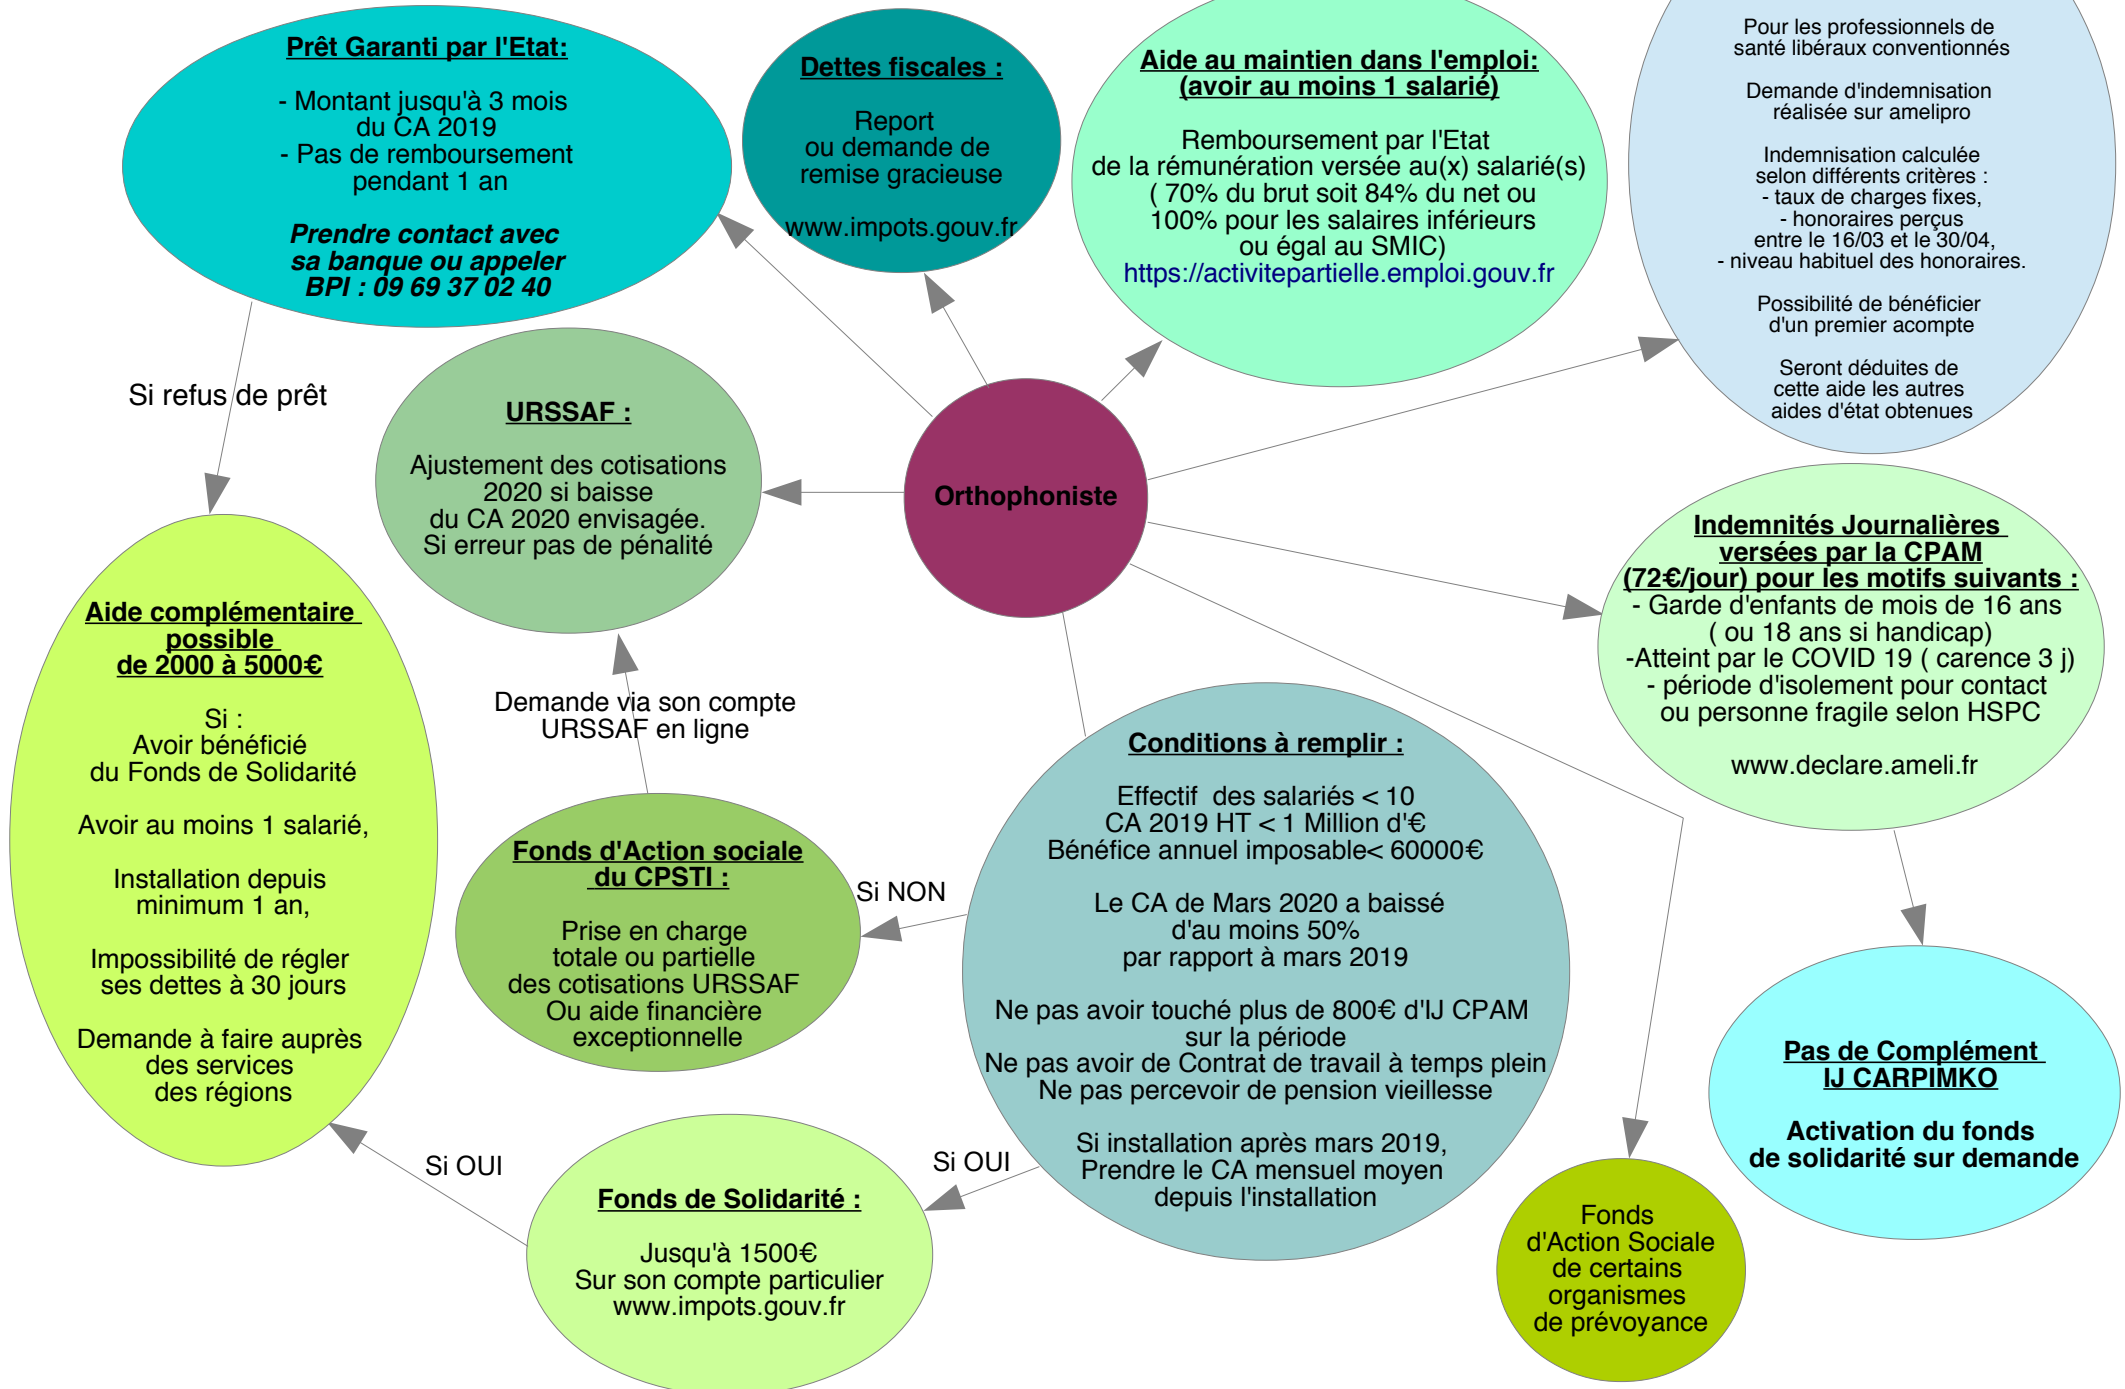 Prêt Garanti par l'Etat:
- Montant jusqu'à 3 mois
du CA 2019
- Pas de remboursement
pendant 1 an
Prendre contact avec
sa banque ou appeler
BPI : 09 69 37 02 40
Dettes fiscales :
Report
ou demande de
remise gracieuse
www.impots.gouv.fr
Aide au maintien dans l'emploi:
(avoir au moins 1 salarié)
Remboursement par l'Etat
de la rémunération versée au(x) salarié(s)
( 70% du brut soit 84% du net ou
100% pour les salaires inférieurs
ou égal au SMIC)
https://activitepartielle.emploi.gouv.fr
Pour les professionnels de
santé libéraux conventionnés
Demande d'indemnisation
réalisée sur amelipro
Indemnisation calculée
selon différents critères :
- taux de charges fixes,
- honoraires perçus
entre le 16/03 et le 30/04,
- niveau habituel des honoraires.
Possibilité de bénéficier
d'un premier acompte
Seront déduites de
cette aide les autres
aides d'état obtenues
Si refus de prêt
URSSAF :
Ajustement des cotisations
2020 si baisse
du CA 2020 envisagée.
Si erreur pas de pénalité
Orthophoniste
Indemnités Journalières
versées par la CPAM
(72€/jour) pour les motifs suivants :
- Garde d'enfants de mois de 16 ans
( ou 18 ans si handicap)
-Atteint par le COVID 19 ( carence 3 j)
- période d'isolement pour contact
ou personne fragile selon HSPC
www.declare.ameli.fr
Aide complémentaire
possible
de 2000 à 5000€
Si :
Avoir bénéficié
du Fonds de Solidarité
Avoir au moins 1 salarié,
Installation depuis
minimum 1 an,
Impossibilité de régler
ses dettes à 30 jours
Demande à faire auprès
des services
des régions
Demande via son compte
URSSAF en ligne
Fonds d'Action sociale
du CPSTI :
Prise en charge
totale ou partielle
des cotisations URSSAF
Ou aide financière
exceptionnelle
Si NON
Conditions à remplir :
Effectif des salariés < 10
CA 2019 HT < 1 Million d'€
Bénéfice annuel imposable< 60000€
Le CA de Mars 2020 a baissé
d'au moins 50%
par rapport à mars 2019
Ne pas avoir touché plus de 800€ d'IJ CPAM
sur la période
Ne pas avoir de Contrat de travail à temps plein
Ne pas percevoir de pension vieillesse
Si installation après mars 2019,
Prendre le CA mensuel moyen
depuis l'installation
Pas de Complément
IJ CARPIMKO
Activation du fonds
de solidarité sur demande
Si OUI
Si OUI
Fonds de Solidarité :
Jusqu'à 1500€
Sur son compte particulier
www.impots.gouv.fr
Fonds
d'Action Sociale
de certains
organismes
de prévoyance